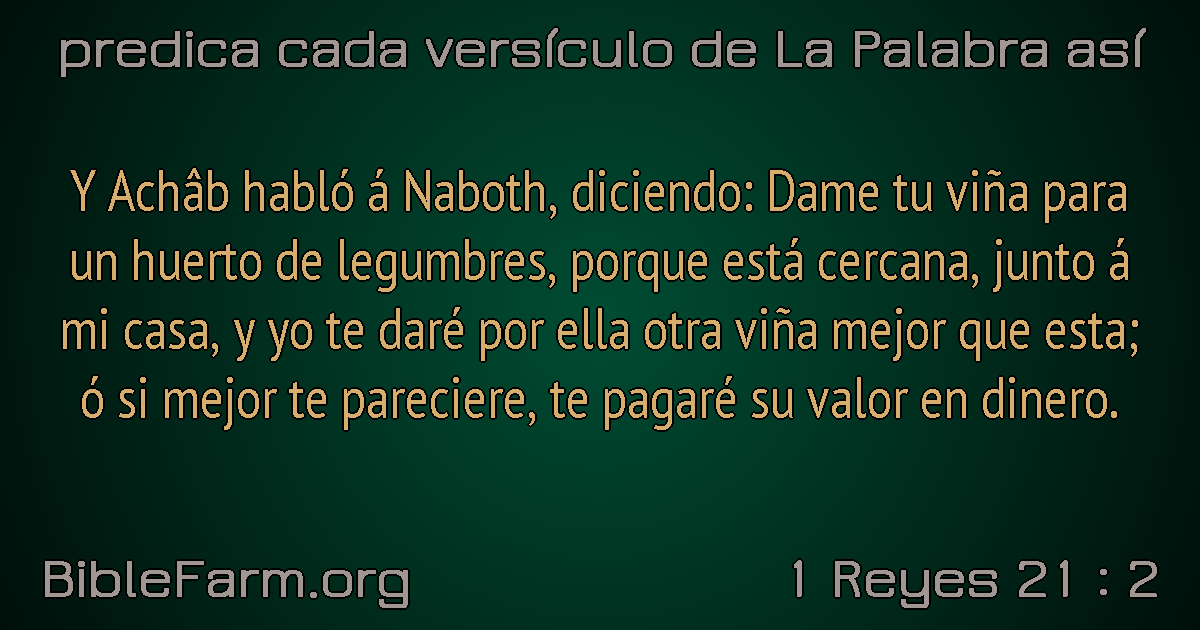 predica cada versículo de La Palabra así
Y Achâb habló á Naboth, diciendo: Dame tu viña para
un huerto de legumbres, porque está cercana, junto á
mi casa, y yo te daré por ella otra viña mejor que esta;
ó si mejor te pareciere, te pagaré su valor en dinero.
BibleFarm.org
1 Reyes 21 : 2